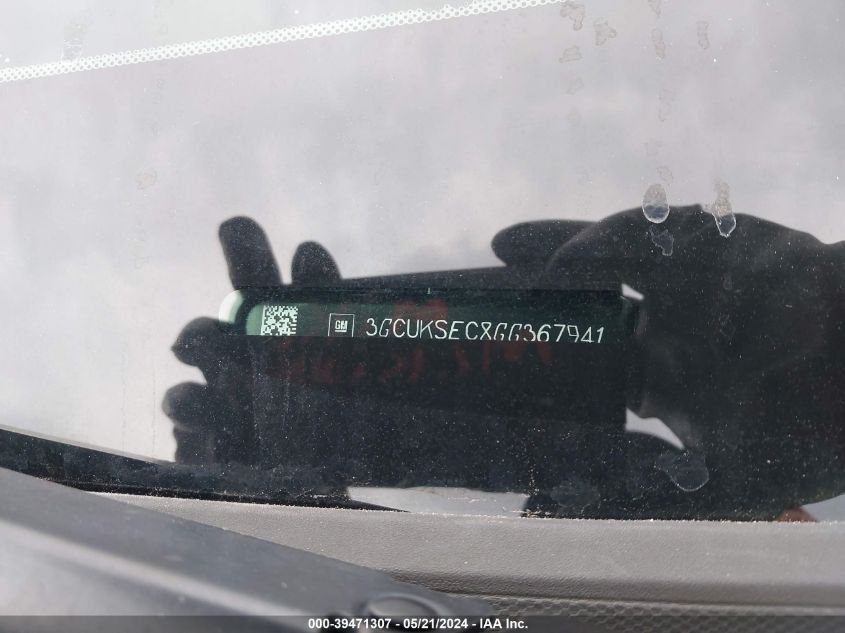 GM 3GCUKSEC8GG367941
000-39471307 / 05/21/2024 - IAA Inc.